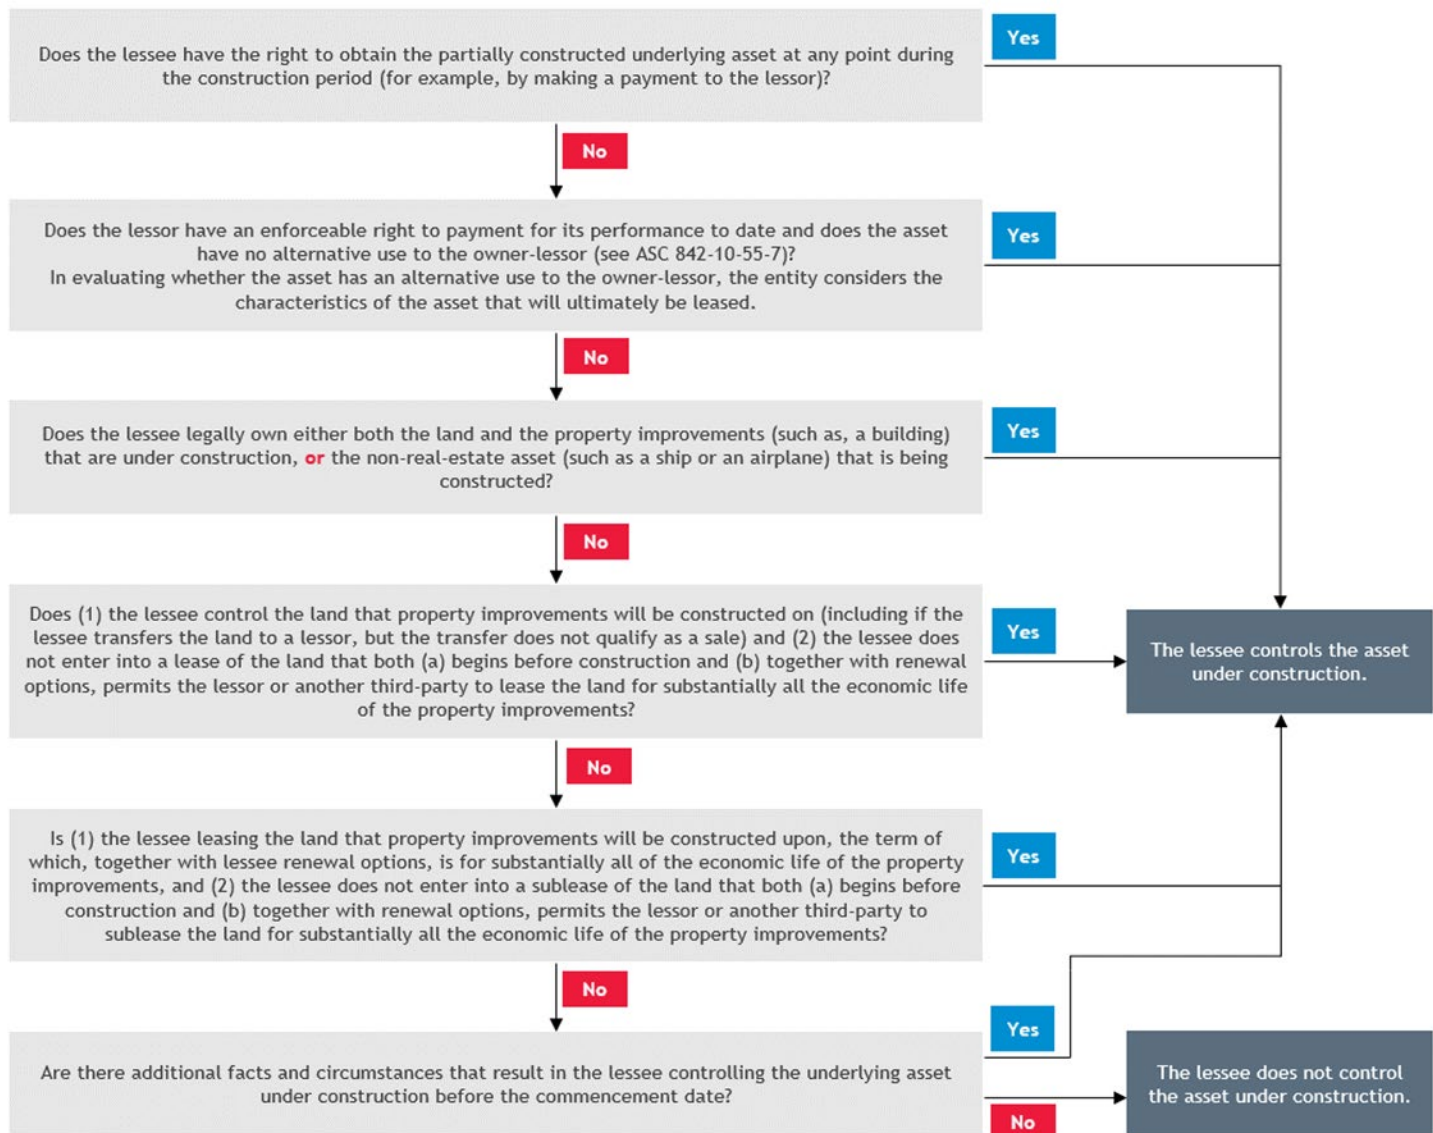 Does the lessee have the right to obtain the partially constructed underlying asset at any point during
the construction period (for example, by making a payment to the lessor)?
Yes
No
Does the lessor have an enforceable right to payment for its performance to date and does the asset
have no alternative use to the owner-lessor (see ASC 842-10-55-7)?
In evaluating whether the asset has an alternative use to the owner-lessor, the entity considers the
characteristics of the asset that will ultimately be leased.
Yes
No
Does the lessee legally own either both the land and the property improvements (such as, a building)
that are under construction, or the non-real-estate asset (such as a ship or an airplane) that is being
constructed?
Yes
No
Does (1) the lessee control the land that property improvements will be constructed on (including if the
lessee transfers the land to a lessor, but the transfer does not qualify as a sale) and (2) the lessee does
not enter into a lease of the land that both (a) begins before construction and (b) together with renewal
options, permits the lessor or another third-party to lease the land for substantially all the economic life
of the property improvements?
Yes
The lessee controls the asset
under construction.
No
Is (1) the lessee leasing the land that property improvements will be constructed upon, the term of
which, together with lessee renewal options, is for substantially all of the economic life of the property
improvements, and (2) the lessee does not enter into a sublease of the land that both (a) begins before
construction and (b) together with renewal options, permits the lessor or another third-party to
sublease the land for substantially all the economic life of the property improvements?
Yes
No
Are there additional facts and circumstances that result in the lessee controlling the underlying asset
under construction before the commencement date?
Yes
No
The lessee does not control
the asset under construction.